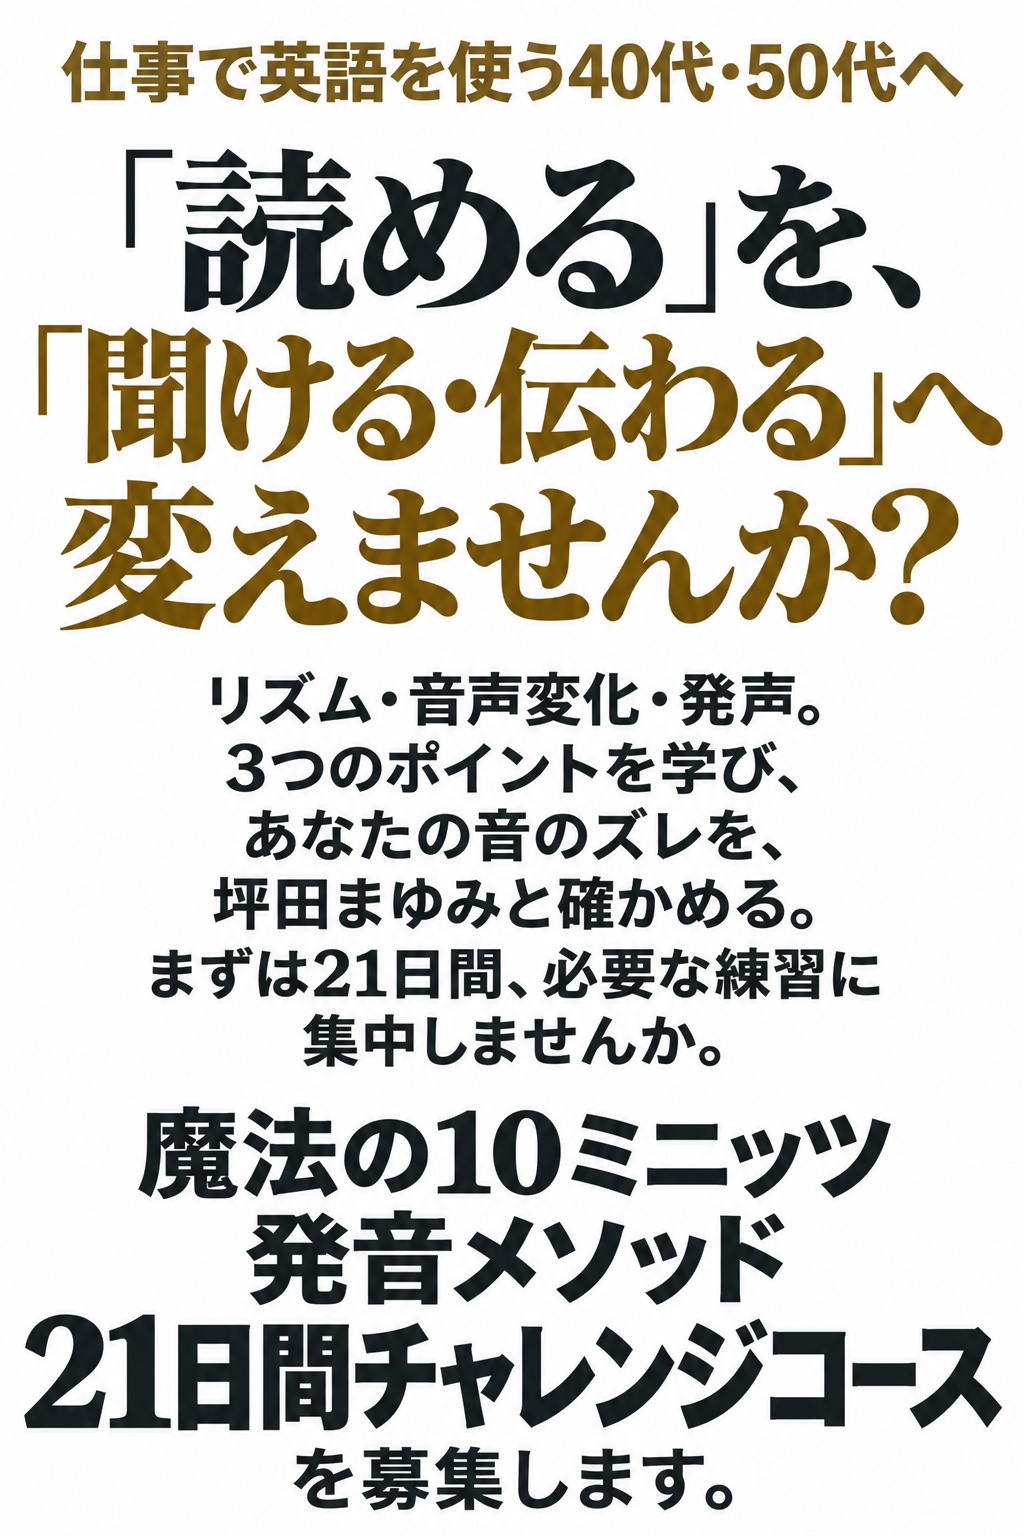 仕事で英語を使う40代・50代へ
「読める」を、
「聞ける・伝わる」へ
変えませんか？
リズム・音声変化・発声。
3つのポイントを学び、
あなたの音のズレを、
坪田まゆみと確かめる。
まずは21日間、必要な練習に
集中しませんか。
魔法の10ミニッツ
発音メソッド
21日間チャレンジコース
を募集します。